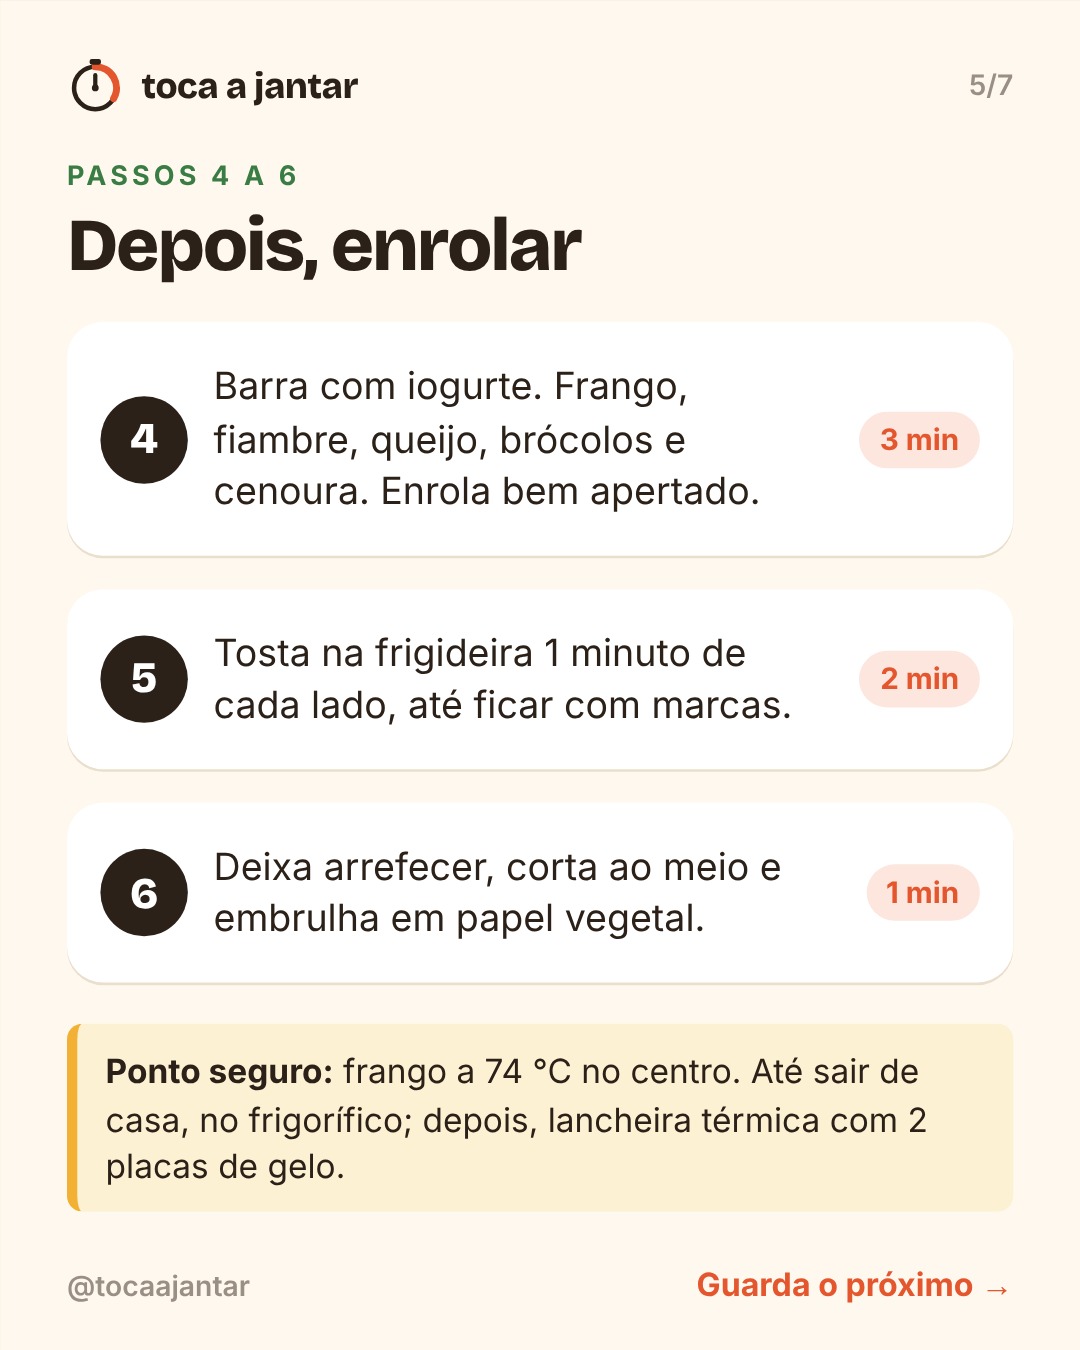 toca a jantar
5/7
PASSOS 4 A 6
Depois, enrolar
4
Barra com iogurte. Frango,
fiambre, queijo, brócolos e
cenoura. Enrola bem apertado.
3 min
5
Tosta na frigideira 1 minuto de
cada lado, até ficar com marcas.
2 min
6
Deixa arrefecer, corta ao meio e
embrulha em papel vegetal.
1 min
Ponto seguro: frango a 74 °C no centro. Até sair de
casa, no frigorífico; depois, lancheira térmica com 2
placas de gelo.
@tocaajantar
Guarda o próximo →